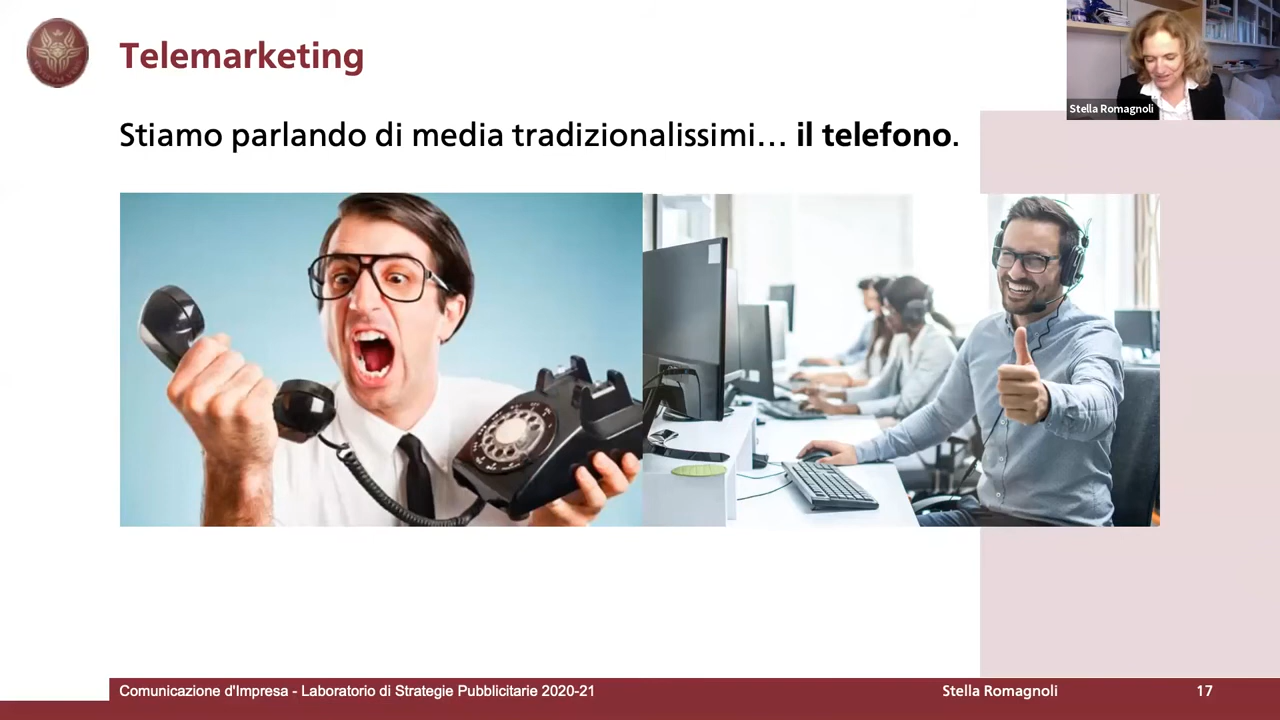 Telemarketing
Stella Romagnoli
Stiamo parlando di media tradizionalissimi... il telefono.
Comunicazione d'Impresa - Laboratorio di Strategie Pubblicitarie 2020-21
Stella Romagnoli
17